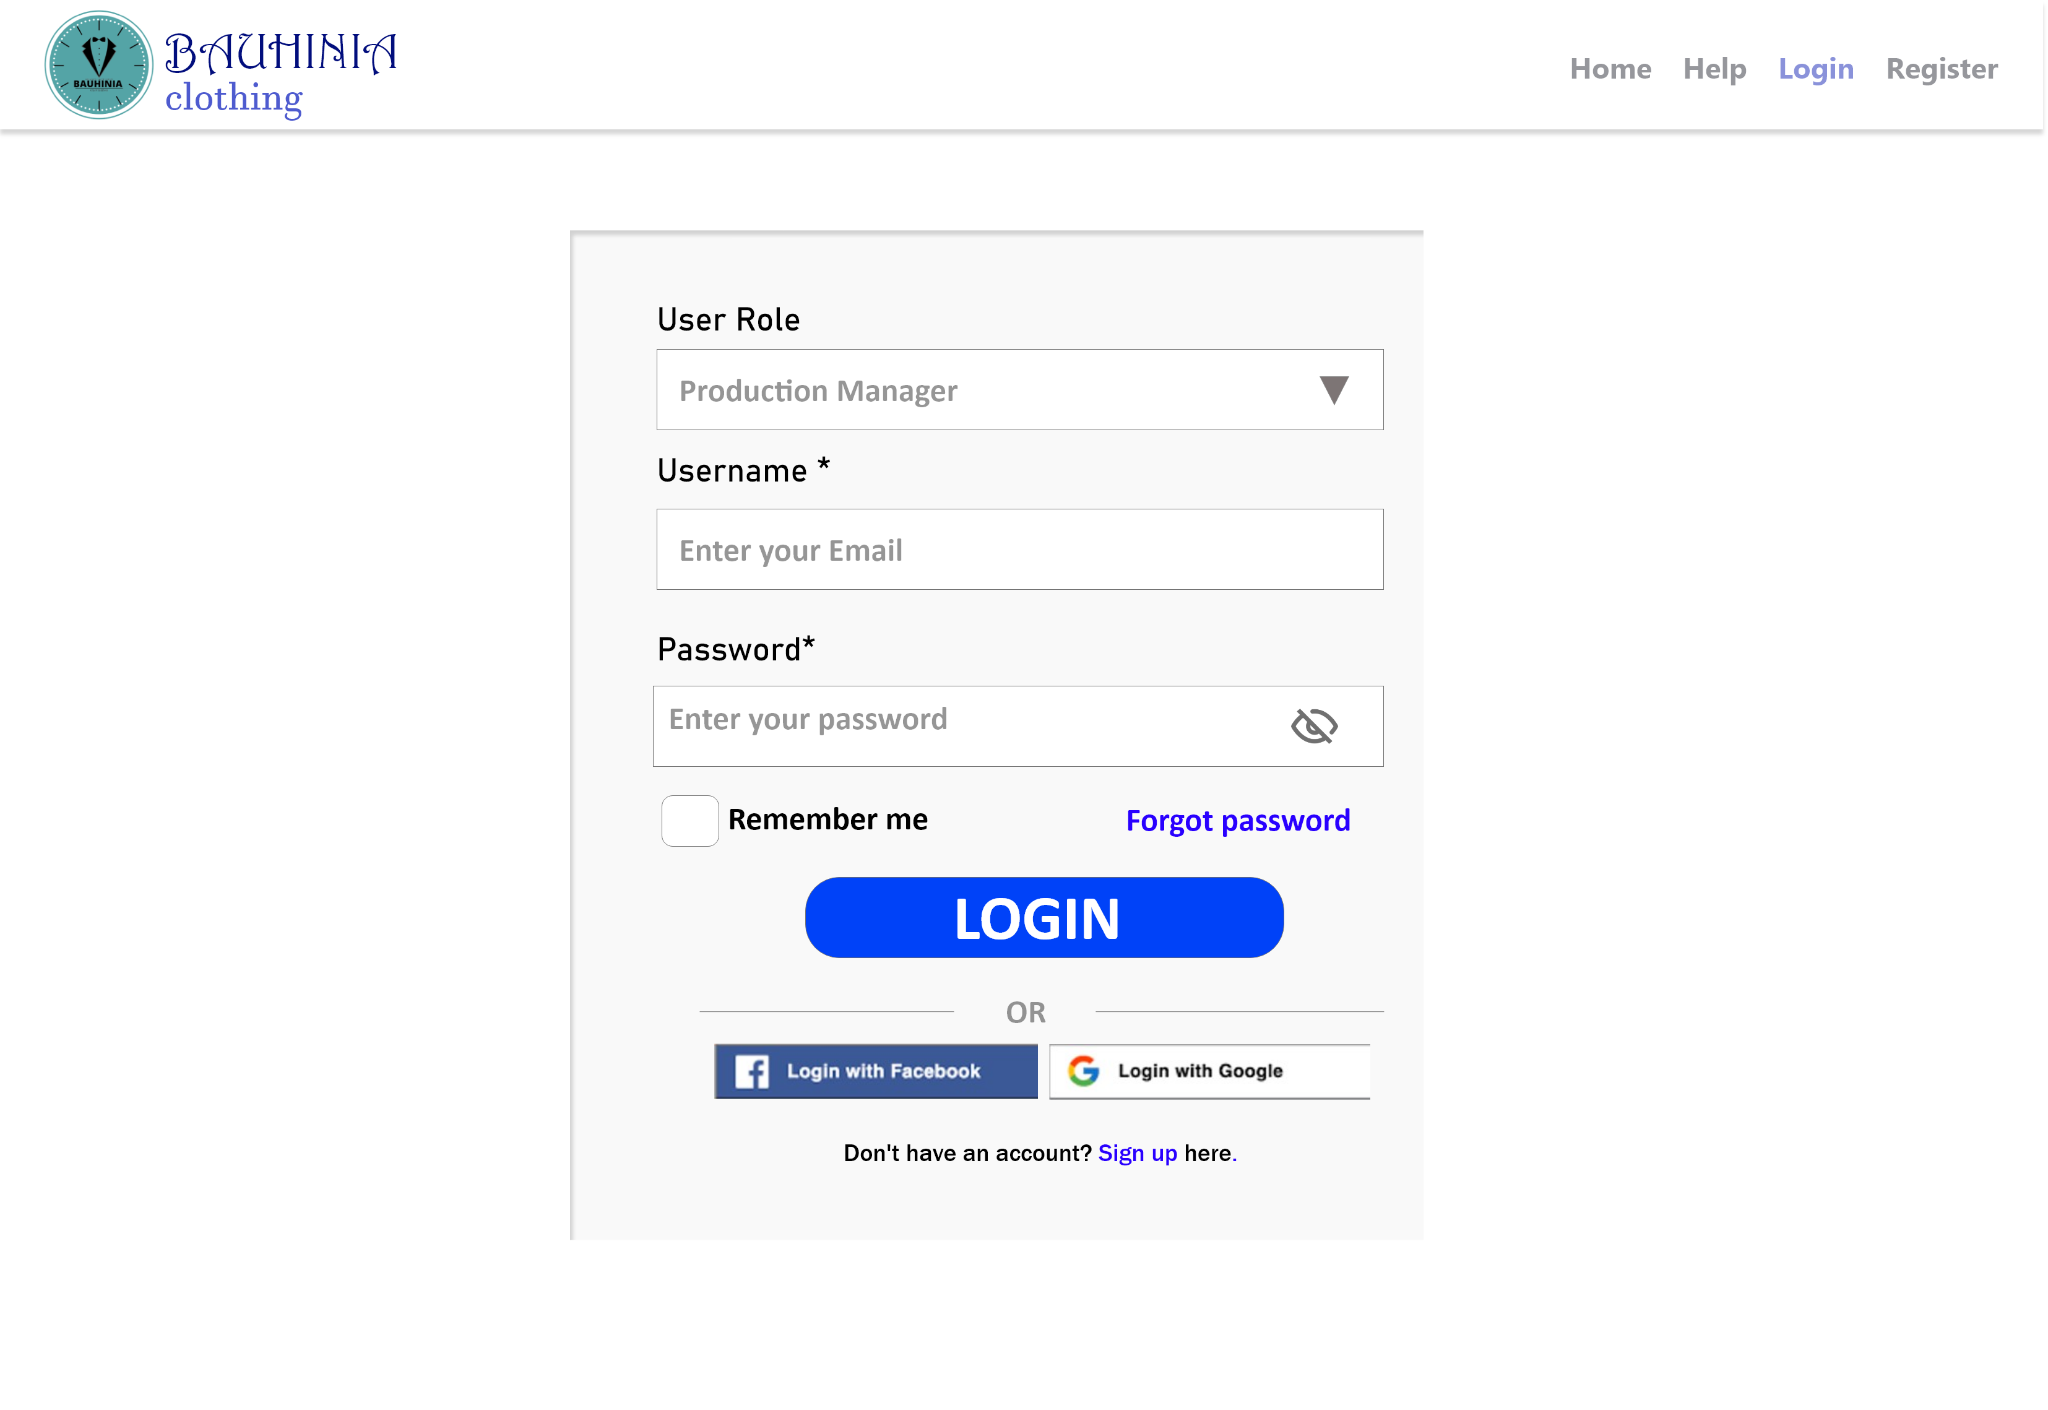 BAUHINIA
BAUHINIA
clothing
Home Help Login Register
User Role
Production Manager
Username *
Enter your Email
Password*
Enter your password
Remember me Forgot password
LOGIN
OR
Login with Facebook Login with Google
Don't have an account? Sign up here.